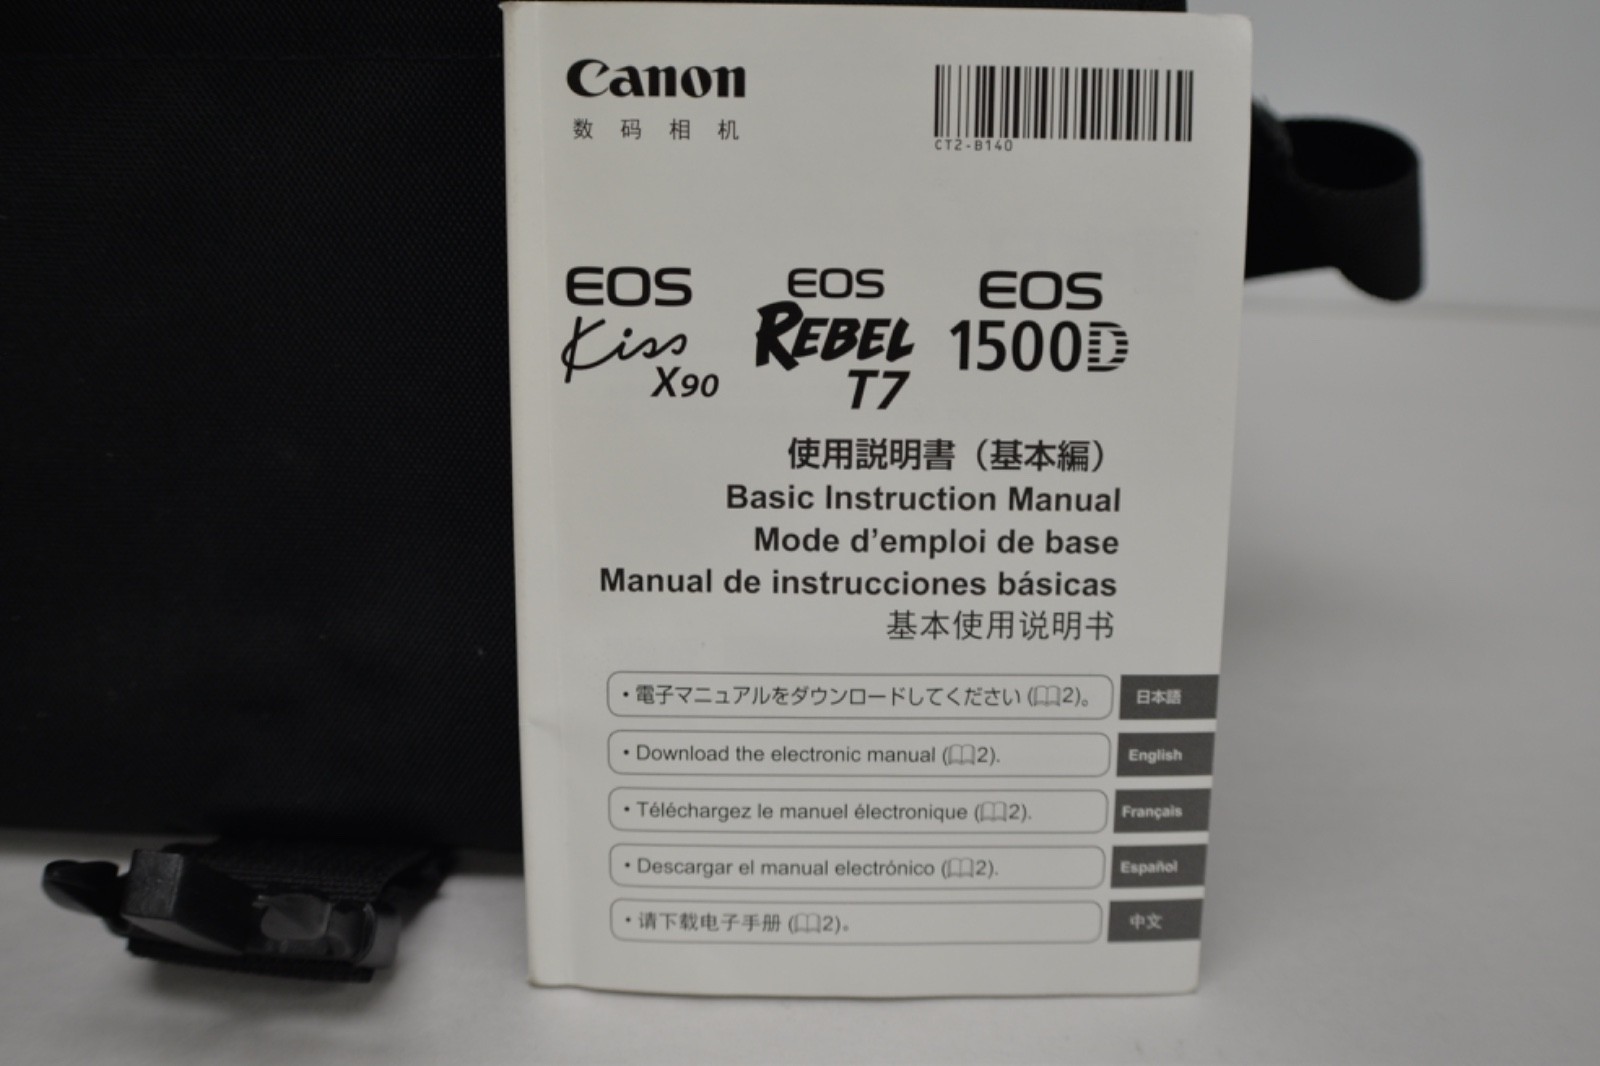 Canon
数码相机
CT2-B140
EOS Kiss X90
EOS REBEL T7
EOS 1500D
使用説明書（基本編）
Basic Instruction Manual
Mode d'emploi de base
Manual de instrucciones básicas
基本使用说明书
・電子マニュアルをダウンロードしてください (2)。 日本語
• Download the electronic manual (2). English
• Téléchargez le manuel électronique (2). Français
• Descargar el manual electrónico (2). Español
・请下载电子手册 (2)。 中文